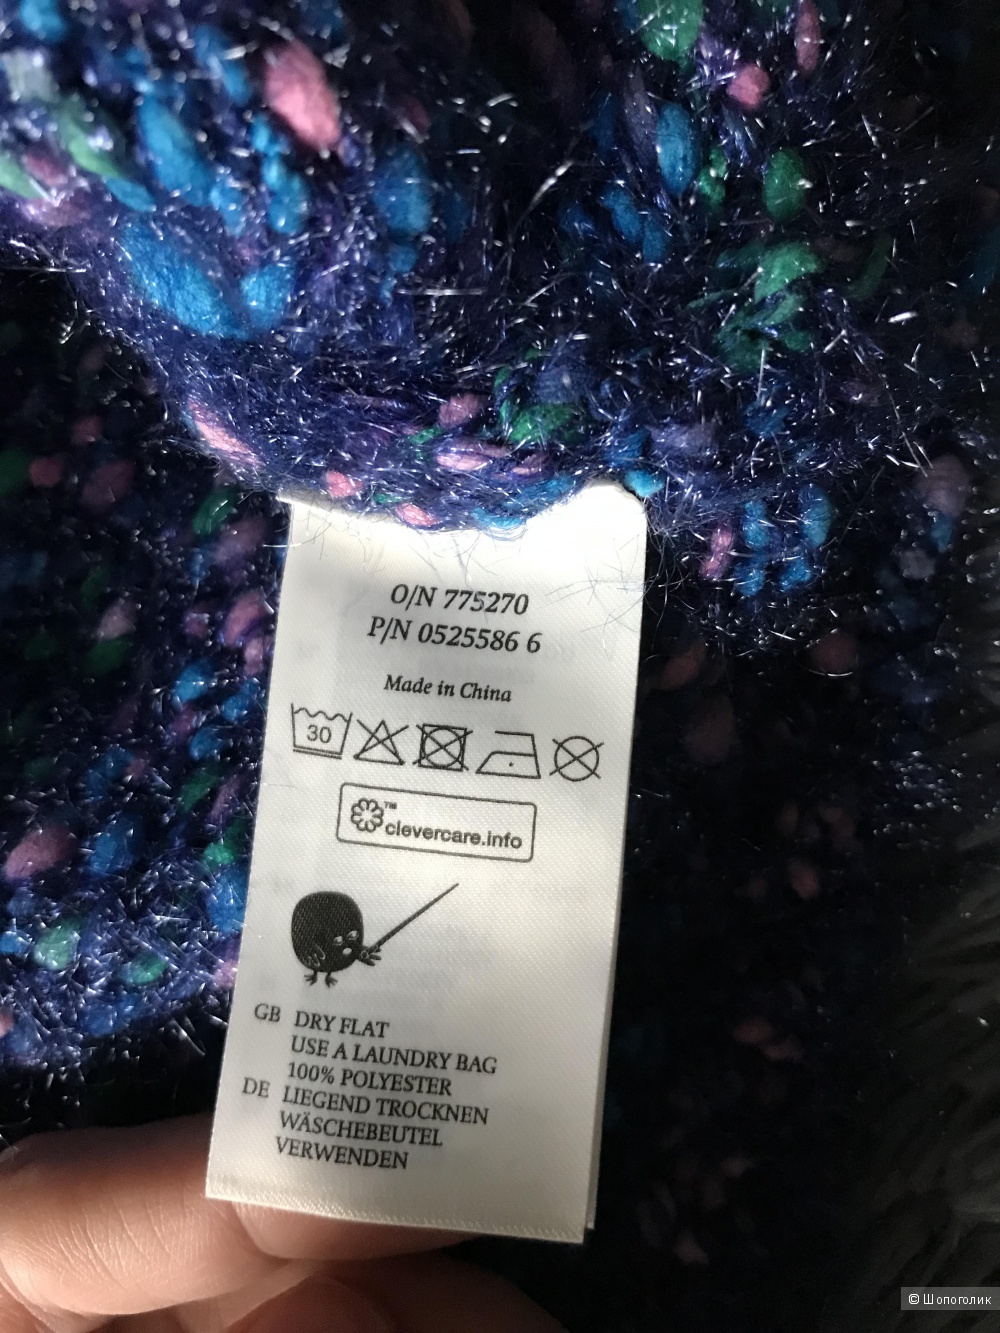 O/N 775270
P/N 0525586 6
Made in China
30
™
clevercare.info
GB DRY FLAT
USE A LAUNDRY BAG
100% POLYESTER
DE LIEGEND TROCKNEN
WÄSCHEBEUTEL
VERWENDEN
© Шопоголик